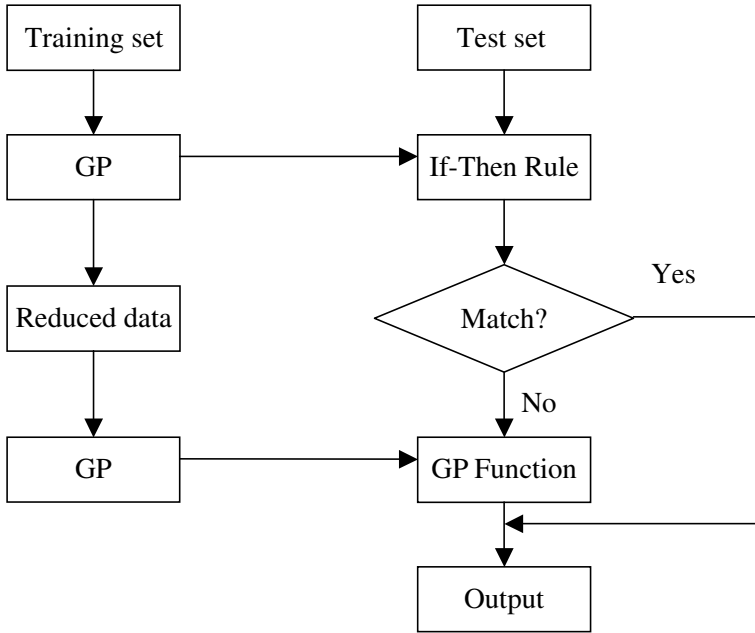 Training set
Test set
GP
If-Then Rule
Yes
Reduced data
Match?
No
GP
GP Function
Output